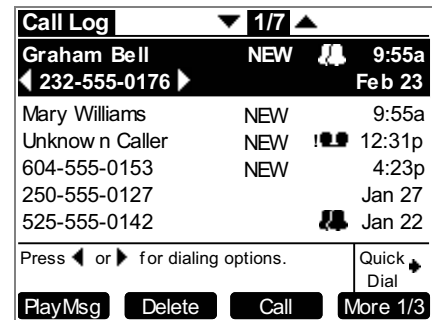 Call Log 1/7
Graham Bell NEW 9:55a
232-555-0176 Feb 23
Mary Williams NEW 9:55a
Unknown Caller NEW 12:31p
604-555-0153 NEW 4:23p
250-555-0127 Jan 27
525-555-0142 Jan 22
Press or for dialing options. Quick
Dial
PlayMsg Delete Call More 1/3